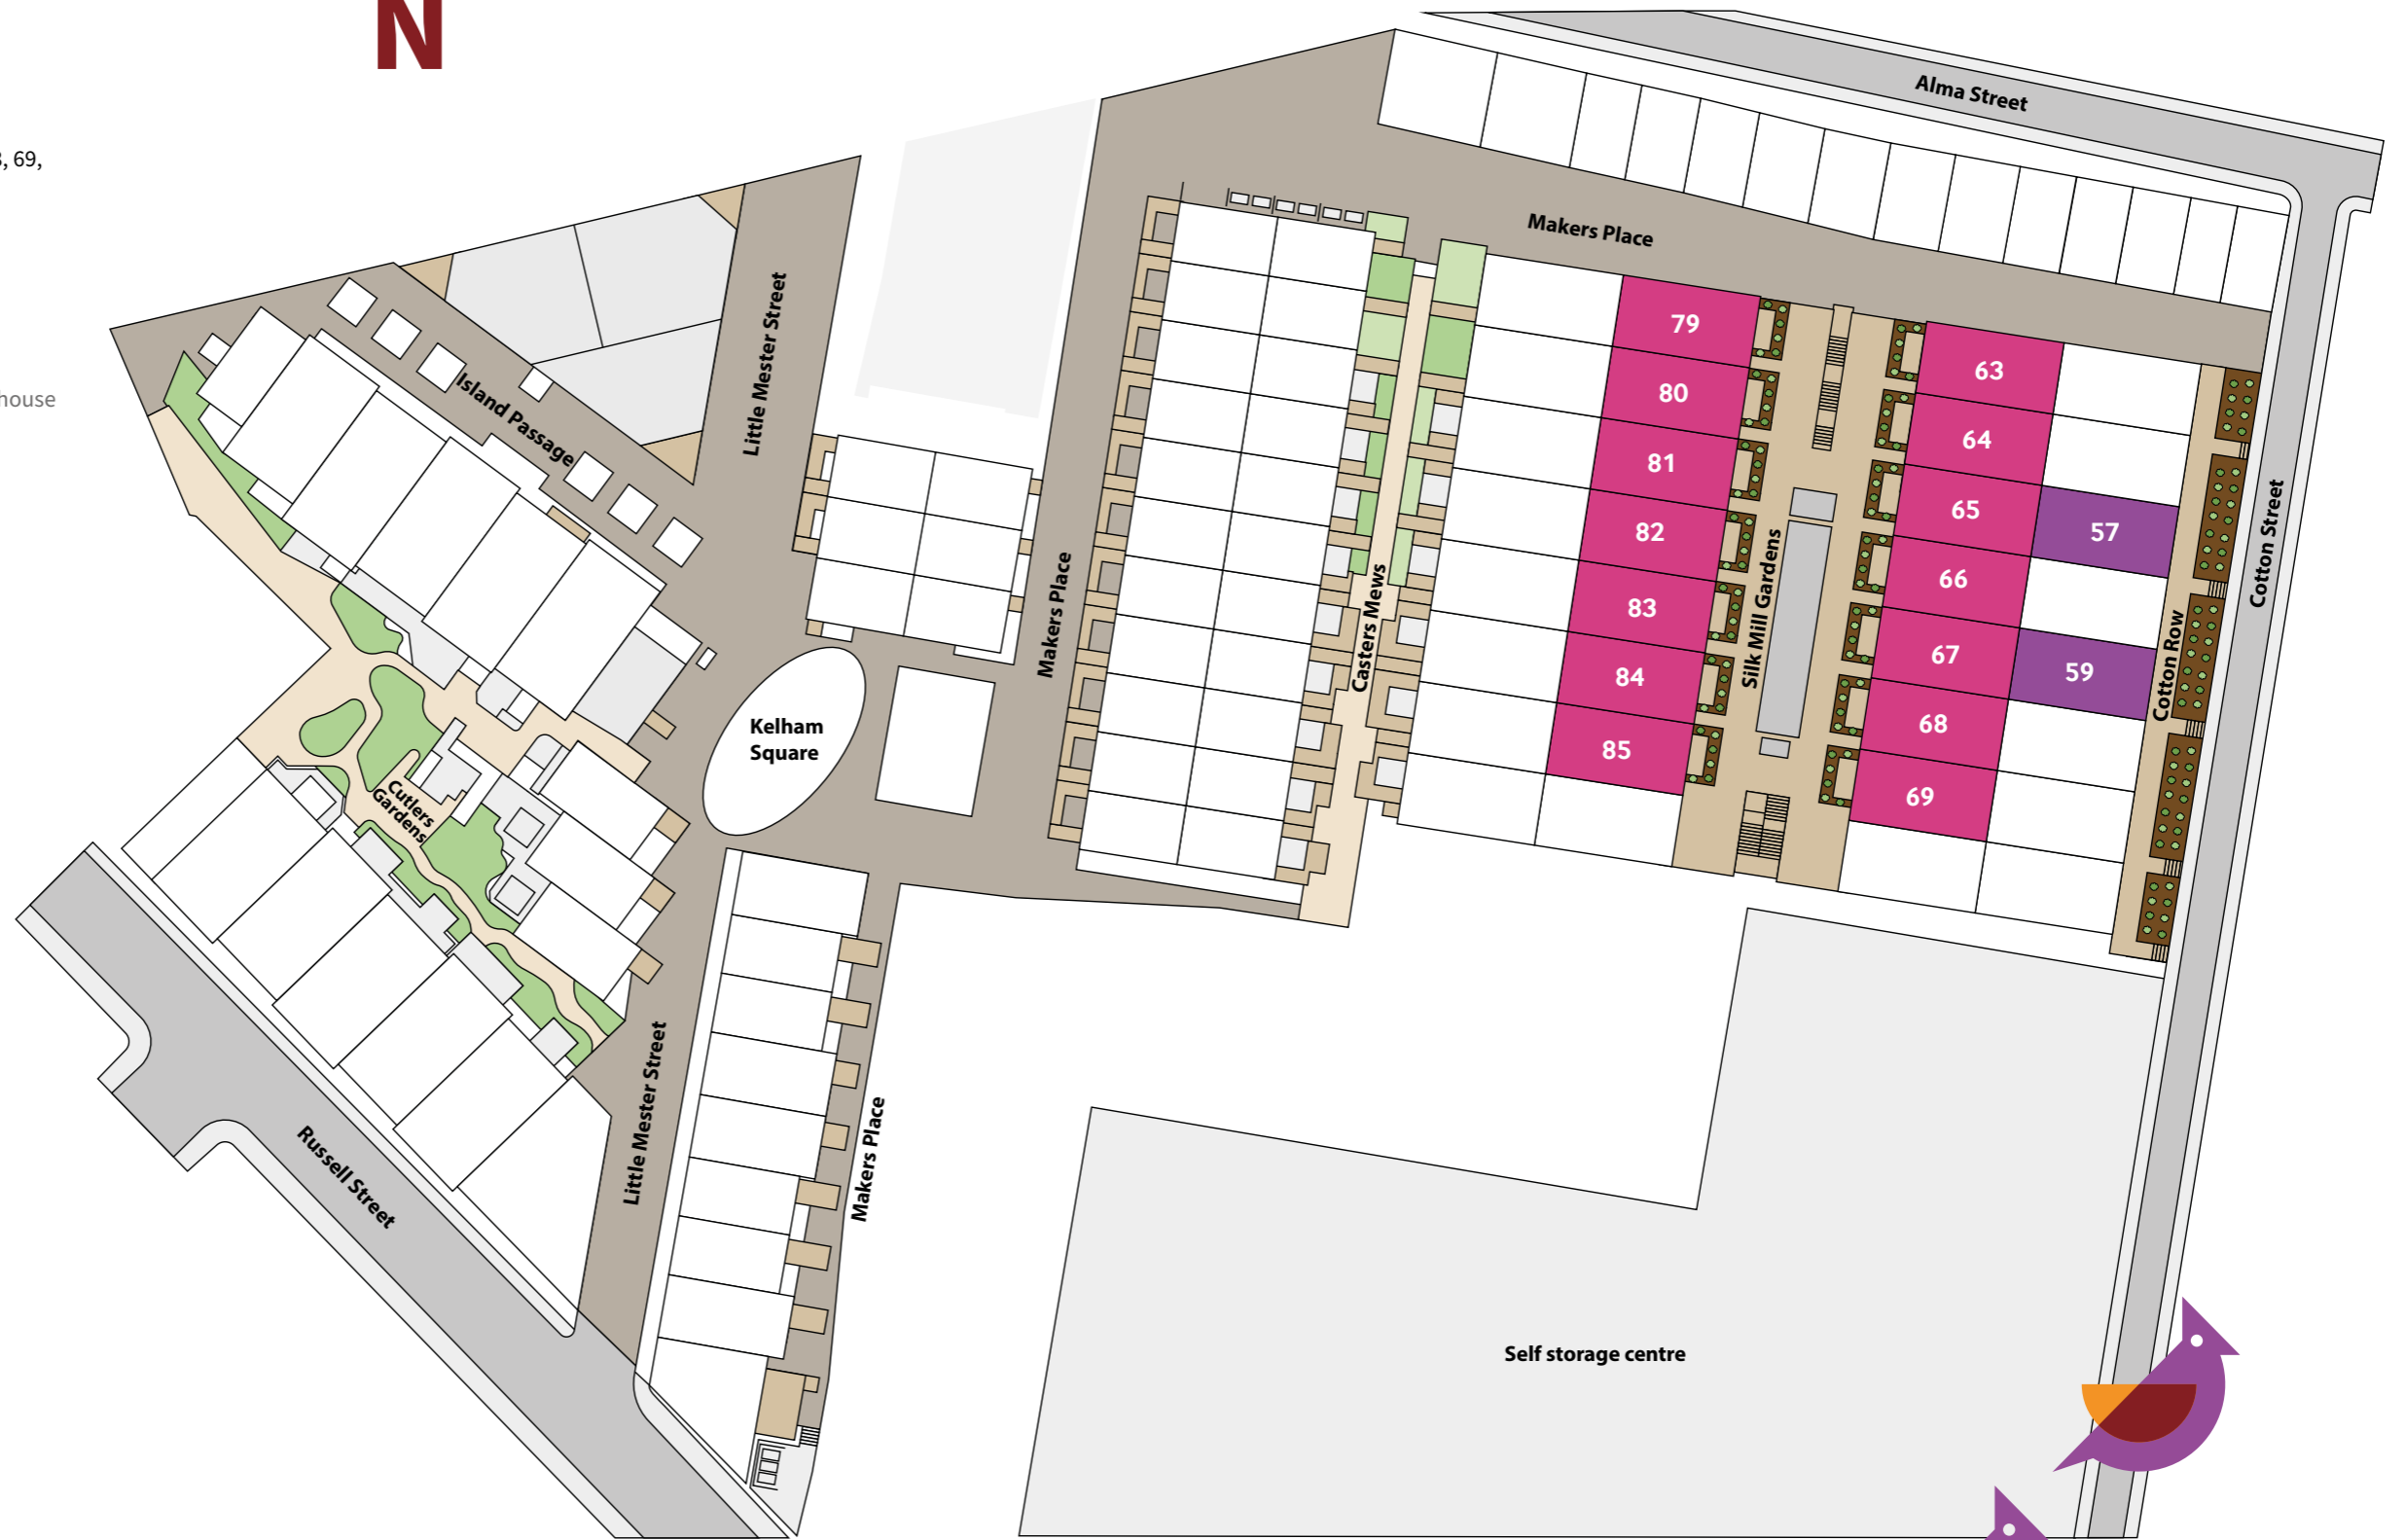 N
, 69,
house
Alma Street
Makers Place
Little Mester Street
Island Passage
79
80
81
82
83
84
85
63
64
65
66
67
68
69
57
59
Silk Mill Gardens
Cotton Row
Cotton Street
Casters Mews
Makers Place
Kelham
Square
Cutlers
Gardens
Little Mester Street
Makers Place
Russell Street
Self storage centre